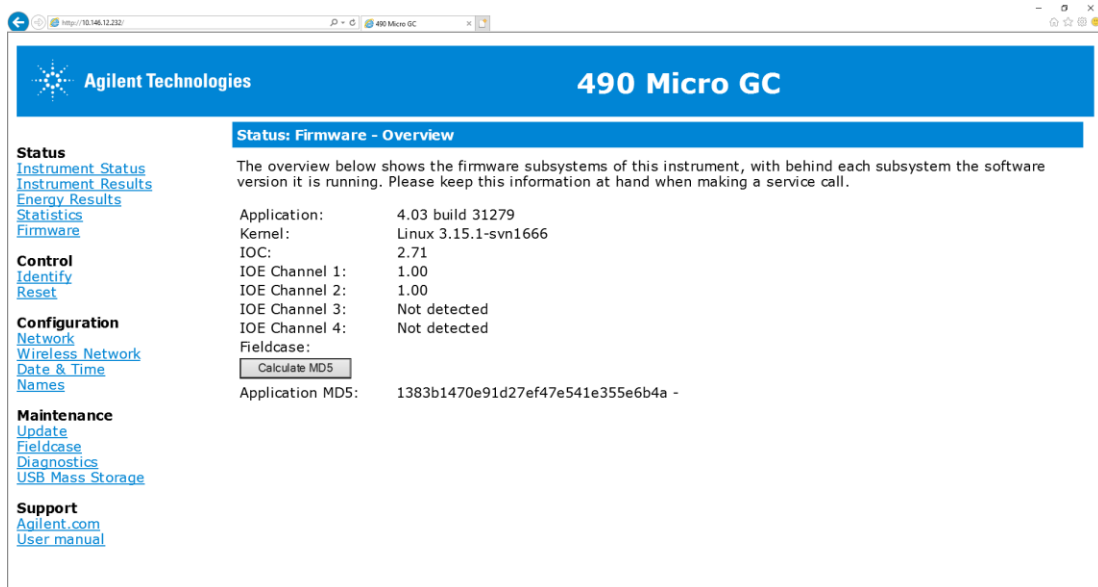 http://10.146.12.232/
490 Micro GC
Agilent Technologies
490 Micro GC
Status
Instrument Status
Instrument Results
Energy Results
Statistics
Firmware
Control
Identify
Reset
Configuration
Network
Wireless Network
Date & Time
Names
Maintenance
Update
Fieldcase
Diagnostics
USB Mass Storage
Support
Agilent.com
User manual
Status: Firmware - Overview
The overview below shows the firmware subsystems of this instrument, with behind each subsystem the software
version it is running. Please keep this information at hand when making a service call.
Application: 4.03 build 31279
Kernel: Linux 3.15.1-svn1666
IOC: 2.71
IOE Channel 1: 1.00
IOE Channel 2: 1.00
IOE Channel 3: Not detected
IOE Channel 4: Not detected
Fieldcase:
Calculate MD5
Application MD5: 1383b1470e91d27ef47e541e355e6b4a -